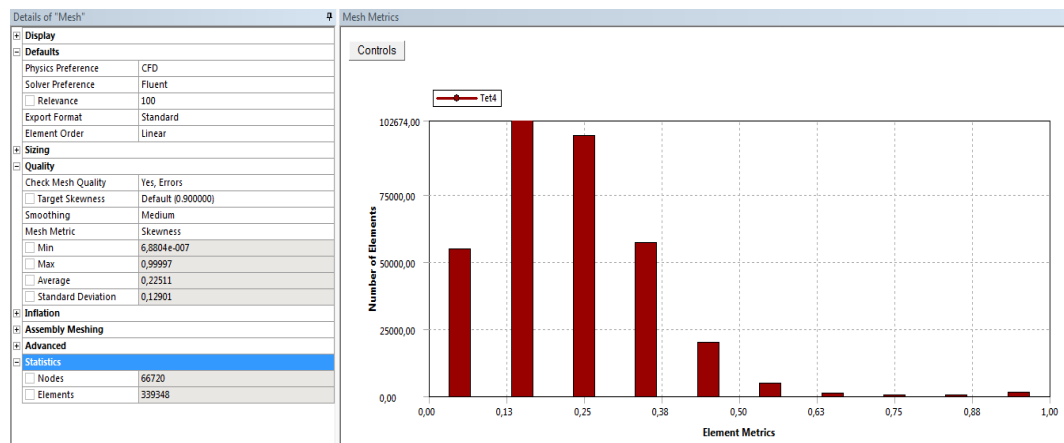 Details of "Mesh"
Display
Defaults
Physics Preference CFD
Solver Preference Fluent
Relevance 100
Export Format Standard
Element Order Linear
Sizing
Quality
Check Mesh Quality Yes, Errors
Target Skewness Default (0.900000)
Smoothing Medium
Mesh Metric Skewness
Min 6,8804e-007
Max 0,99997
Average 0,22511
Standard Deviation 0,12901
Inflation
Assembly Meshing
Advanced
Statistics
Nodes 66720
Elements 339348
Mesh Metrics
Controls
Tet4
102674,00
75000,00
50000,00
25000,00
0,00
Number of Elements
0,00 0,13 0,25 0,38 0,50 0,63 0,75 0,88 1,00
Element Metrics